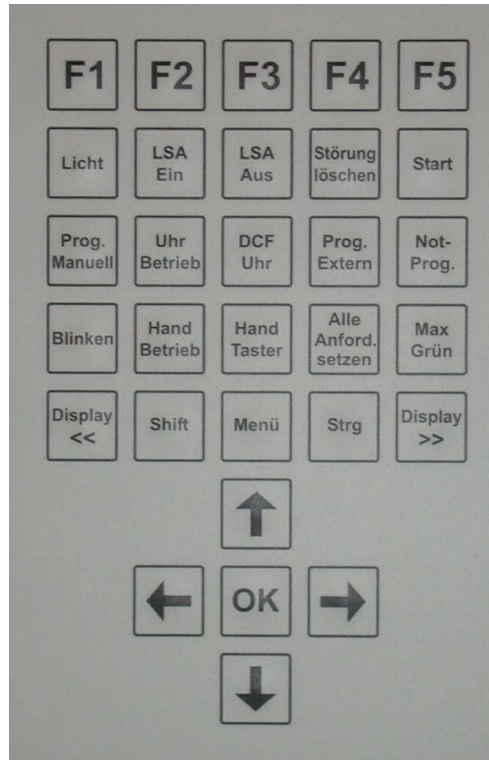 F1 F2 F3 F4 F5
Licht LSA Ein LSA Aus Störung löschen Start
Prog. Manuell Uhr Betrieb DCF Uhr Prog. Extern Not- Prog.
Blinken Hand Betrieb Hand Taster Alle Anford. setzen Max Grün
Display << Shift Menü Strg Display >>
↑
← OK →
↓